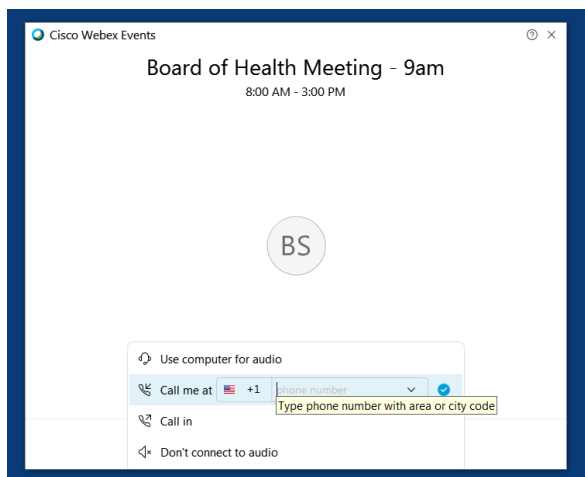 Cisco Webex Events
Board of Health Meeting - 9am
8:00 AM - 3:00 PM
BS
Use computer for audio
Call me at +1 phone number
Type phone number with area or city code
Call in
Don't connect to audio